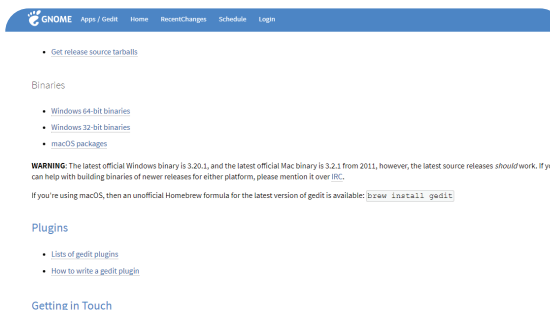 GNOME Apps / Gedit Home RecentChanges Schedule Login
Get release source tarballs
Binaries
Windows 64-bit binaries
Windows 32-bit binaries
macOS packages
WARNING: The latest official Windows binary is 3.20.1, and the latest official Mac binary is 3.2.1 from 2011, however, the latest source releases should work. If yo
can help with building binaries of newer releases for either platform, please mention it over IRC.
If you're using macOS, then an unofficial Homebrew formula for the latest version of gedit is available: brew install gedit
Plugins
Lists of gedit plugins
How to write a gedit plugin
Getting in Touch